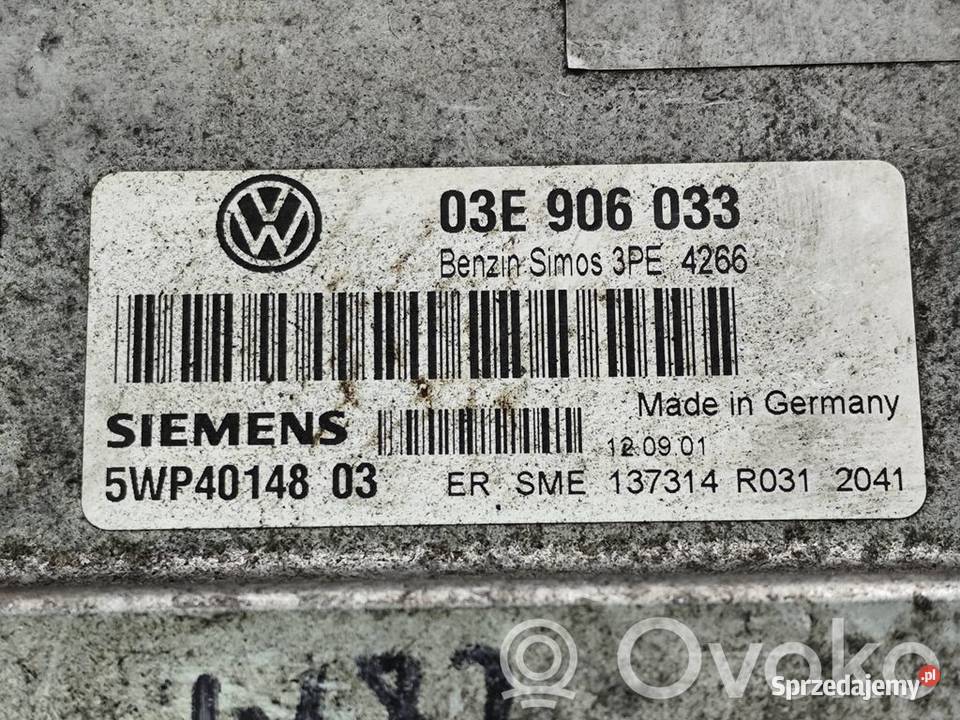 03E 906 033
Benzin Simos 3PE 4266
Made in Germany
SIEMENS
12.09.01
5WP40148 03
ER SME 137314 R031 2041
Ovoko
Sprzedajemy.pl